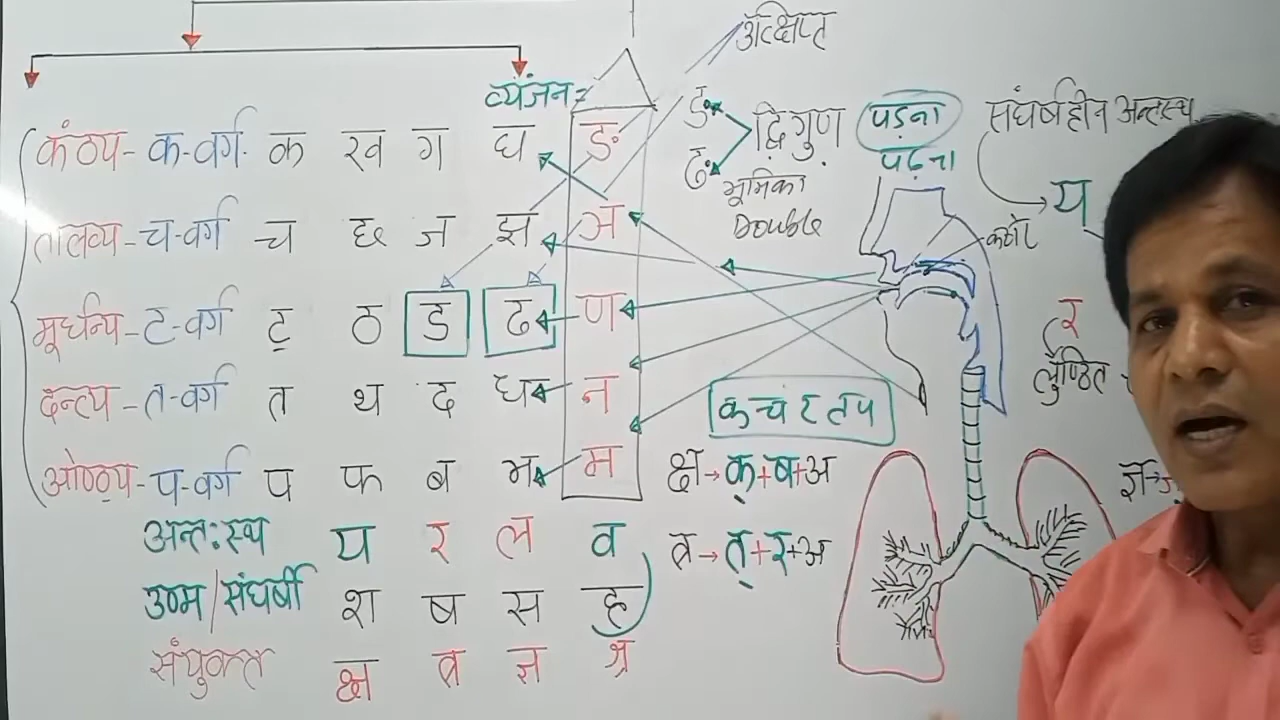 उत्क्षिप्त
व्यंजन
कंठ्य - क-वर्ग क ख ग घ ङ
ड़ ढ़ द्विगुण
भूमिका
Double
पड़ना
पढ़ना
संघर्षहीन अन्तस्थ
य
तालव्य - च-वर्ग च छ ज झ ञ
मूर्धन्य - ट-वर्ग ट ठ ड ढ ण
र
लुण्ठित
दन्त्य - त-वर्ग त थ द ध न
क च ट त प
ओष्ठ्य - प-वर्ग प फ ब भ म
क्ष → क् + ष + अ
अन्तःस्थ य र ल व
त्र → त् + र + अ
उष्म / संघर्षी श ष स ह
संयुक्त क्ष त्र ज्ञ श्र